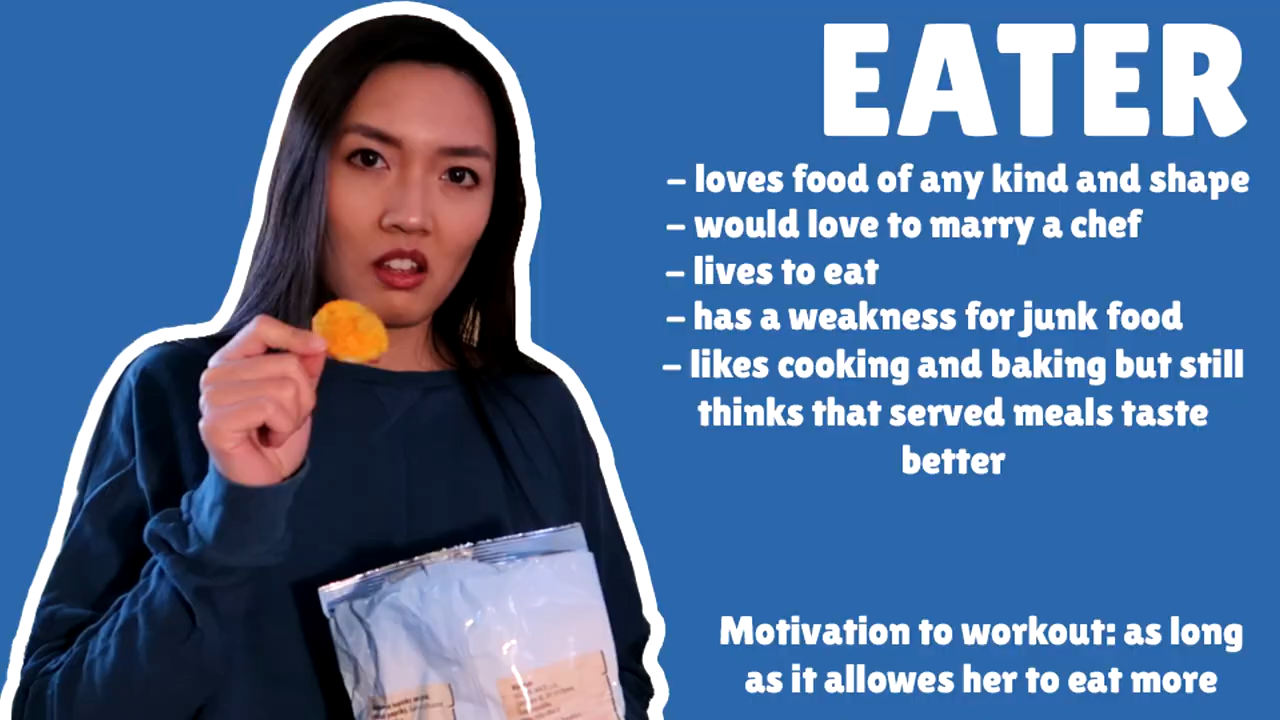 EATER
– loves food of any kind and shape
– would love to marry a chef
– lives to eat
– has a weakness for junk food
– likes cooking and baking but still
thinks that served meals taste
better
Motivation to workout: as long
as it allowes her to eat more